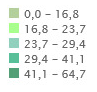 0,0 - 16,8
16,8 - 23,7
23,7 - 29,4
29,4 - 41,1
41,1 - 64,7